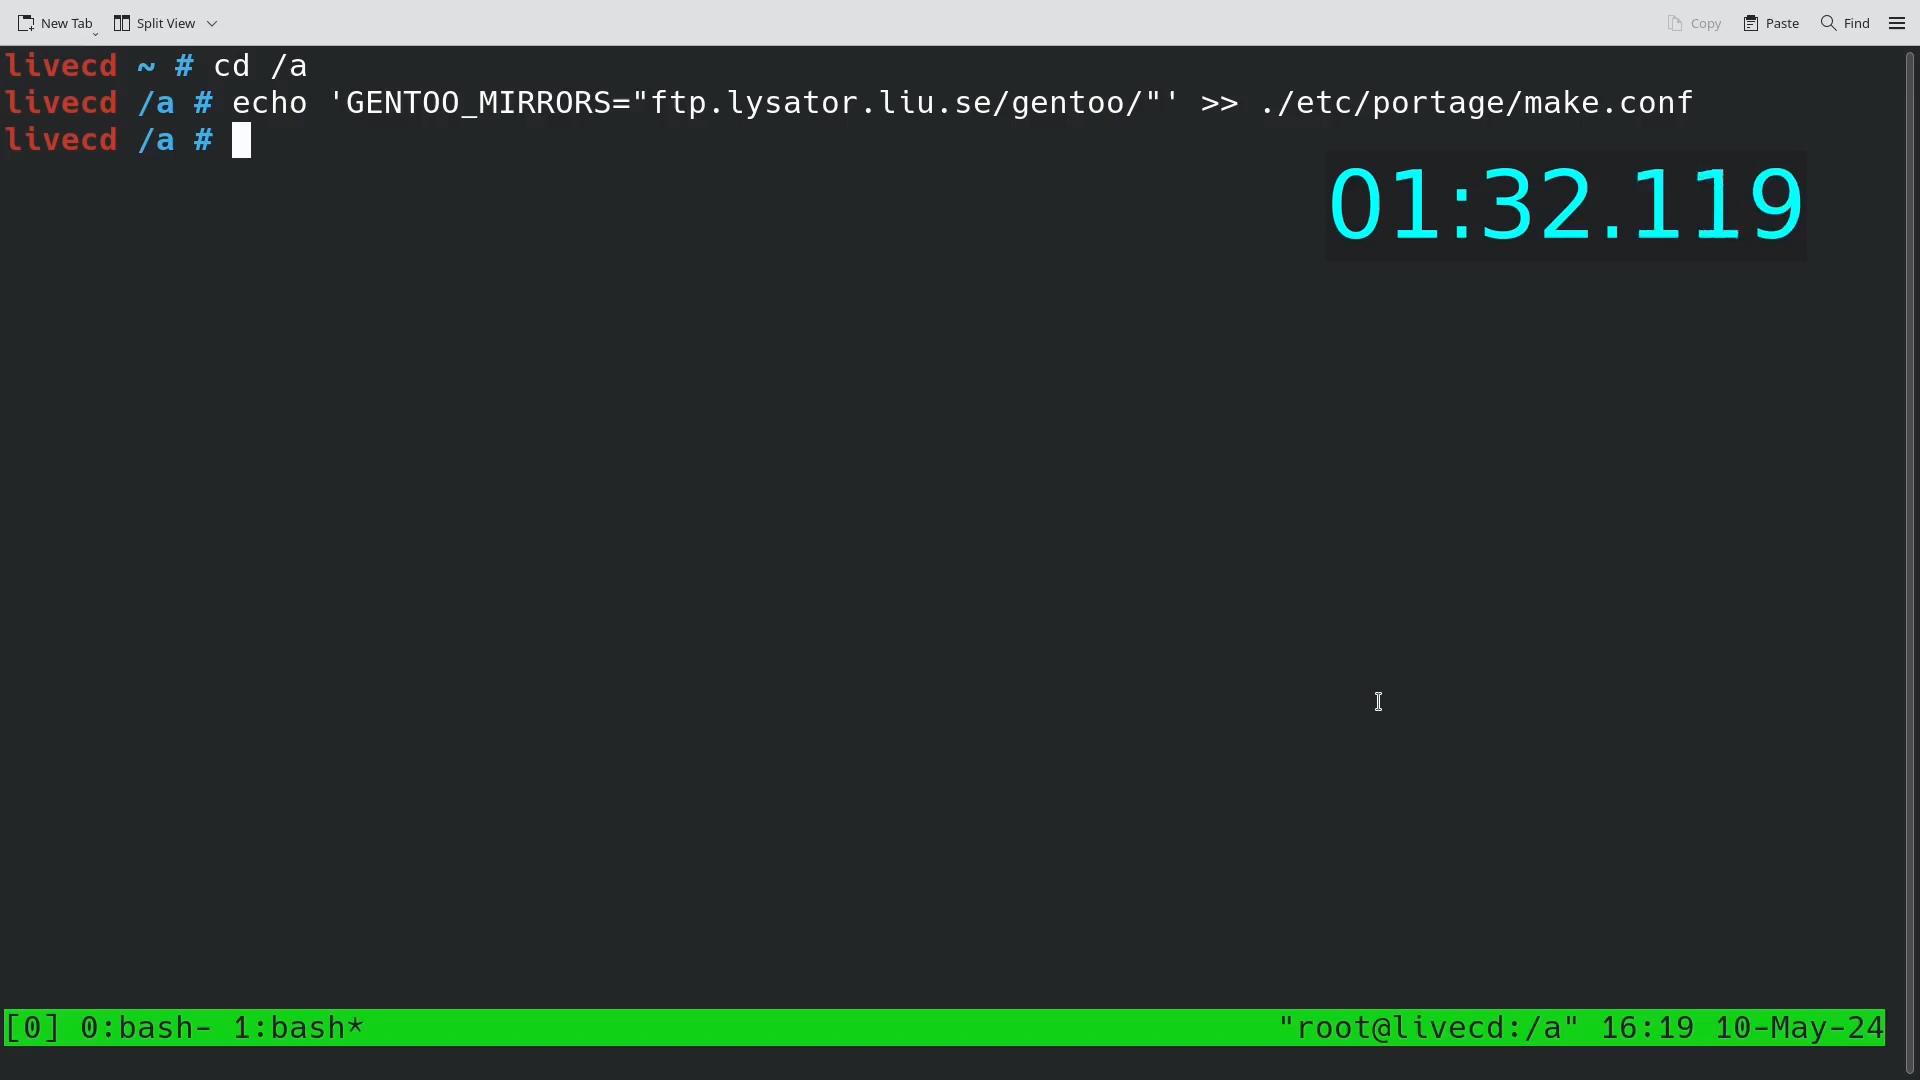 New Tab Split View Copy Paste Find
livecd ~ # cd /a
livecd /a # echo 'GENTOO_MIRRORS="ftp.lysator.liu.se/gentoo/"' >> ./etc/portage/make.conf
livecd /a #
01:32.119
[0] 0:bash- 1:bash* "root@livecd:/a" 16:19 10-May-24